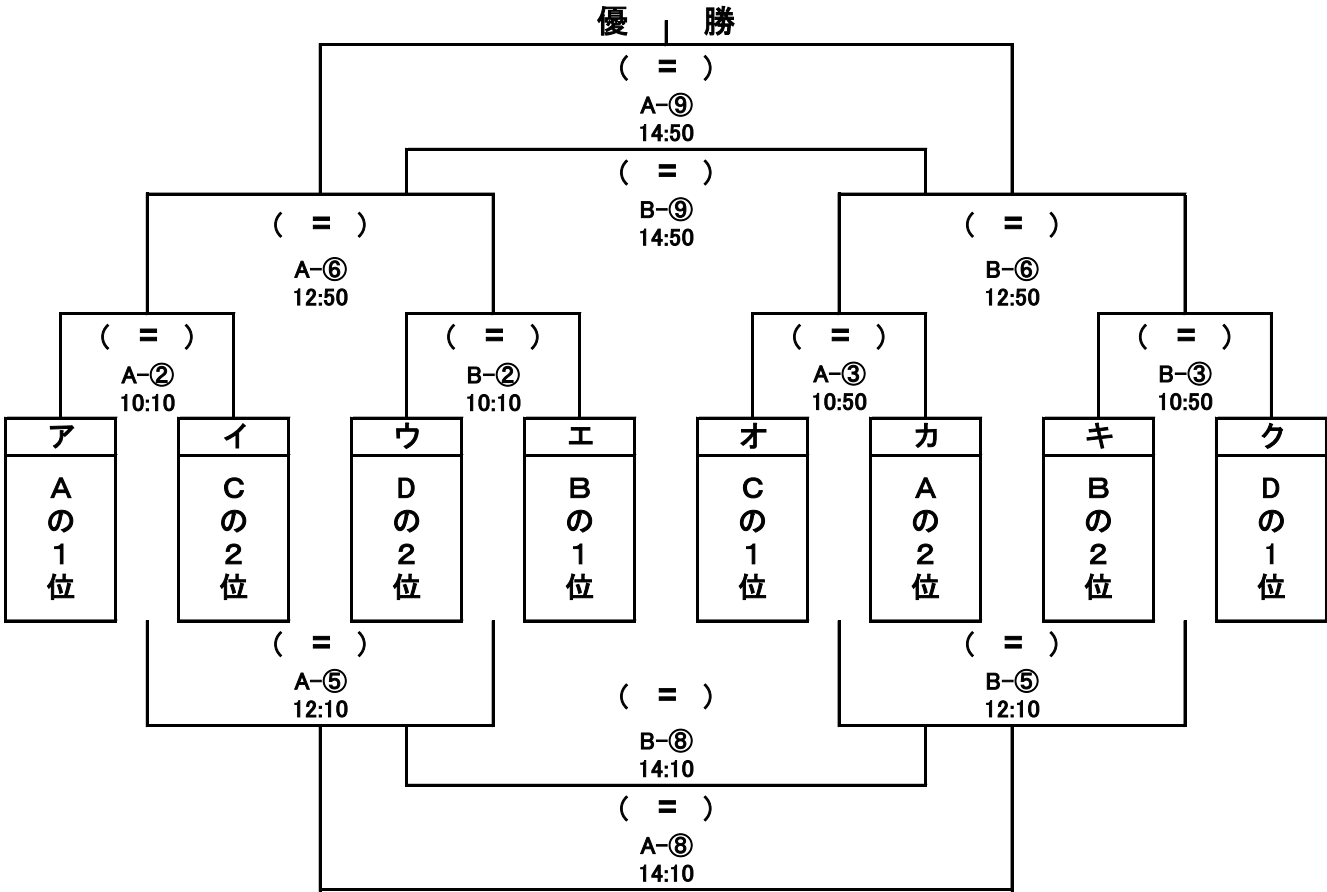 優 勝
( = )
A-⑨
14:50
( = )
B-⑨
14:50
( = )
A-⑥
12:50
( = )
B-⑥
12:50
( = )
A-②
10:10
( = )
B-②
10:10
( = )
A-③
10:50
( = )
B-③
10:50
ア
Aの1位
イ
Cの2位
ウ
Dの2位
エ
Bの1位
オ
Cの1位
カ
Aの2位
キ
Bの2位
ク
Dの1位
( = )
A-⑤
12:10
( = )
B-⑤
12:10
( = )
B-⑧
14:10
( = )
A-⑧
14:10